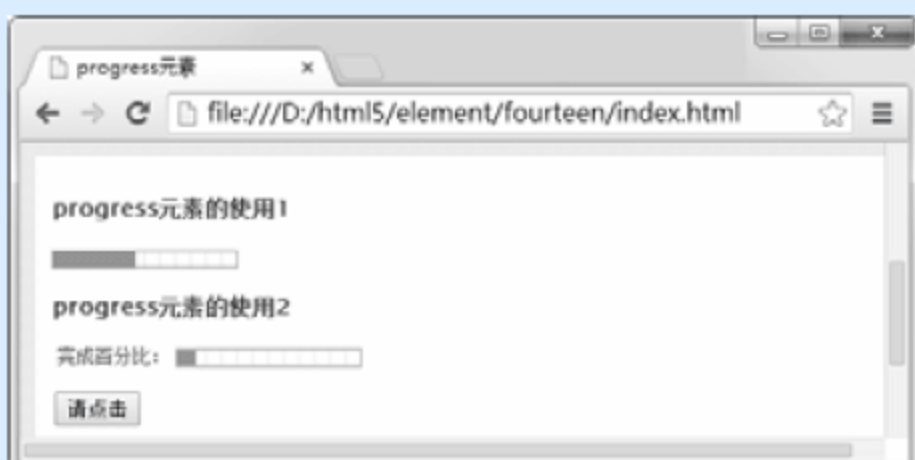 progress元素
file:///D:/html5/element/fourteen/index.html
progress元素的使用1
progress元素的使用2
完成百分比：
请点击